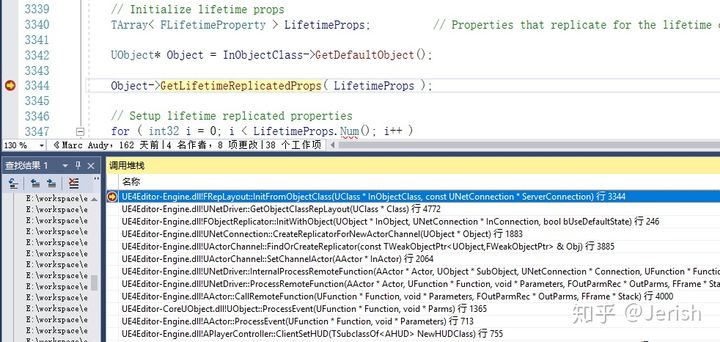 3339 // Initialize lifetime props
3340 TArray< FLifetimeProperty > LifetimeProps; // Properties that replicate for the lifetime
3341
3342 UObject* Object = InObjectClass->GetDefaultObject();
3343
3344 Object->GetLifetimeReplicatedProps( LifetimeProps );
3345
3346 // Setup lifetime replicated properties
3347 for ( int32 i = 0; i < LifetimeProps.Num(); i++ )
130 % Marc Audy，162 天前|4 名作者，8 项更改|38 个工作项
查找结果 1
调用堆栈
名称
E:\workspace\e
UE4Editor-Engine.dll!FRepLayout::InitFromObjectClass(UClass * InObjectClass, const UNetConnection * ServerConnection) 行 3344
E:\workspace\e
UE4Editor-Engine.dll!UNetDriver::GetObjectClassRepLayout(UClass * Class) 行 4772
E:\workspace\e
UE4Editor-Engine.dll!FObjectReplicator::InitWithObject(UObject * InObject, UNetConnection * InConnection, bool bUseDefaultState) 行 246
E:\workspace\e
UE4Editor-Engine.dll!UNetConnection::CreateReplicatorForNewActorChannel(UObject * Object) 行 1883
E:\workspace\e
UE4Editor-Engine.dll!UActorChannel::FindOrCreateReplicator(const TWeakObjectPtr<UObject,FWeakObjectPtr> & Obj) 行 3885
E:\workspace\e
UE4Editor-Engine.dll!UActorChannel::SetChannelActor(AActor * InActor) 行 2064
E:\workspace\e
UE4Editor-Engine.dll!UNetDriver::InternalProcessRemoteFunction(AActor * Actor, UObject * SubObject, UNetConnection * Connection, UFunction * Functi
E:\workspace\e
UE4Editor-Engine.dll!UNetDriver::ProcessRemoteFunction(AActor * Actor, UFunction * Function, void * Parameters, FOutParmRec * OutParms, FFrame * St
E:\workspace\e
UE4Editor-Engine.dll!AActor::CallRemoteFunction(UFunction * Function, void * Parameters, FOutParmRec * OutParms, FFrame * Stack) 行 4000
E:\workspace\e
UE4Editor-CoreUObject.dll!UObject::ProcessEvent(UFunction * Function, void * Parms) 行 1365
E:\workspace\e
UE4Editor-Engine.dll!AActor::ProcessEvent(UFunction * Function, void * Parameters) 行 713
UE4Editor-Engine.dll!APlayerController::ClientSetHUD(TSubclassOf<AHUD> NewHUDClass) 行 755
知乎 @Jerish